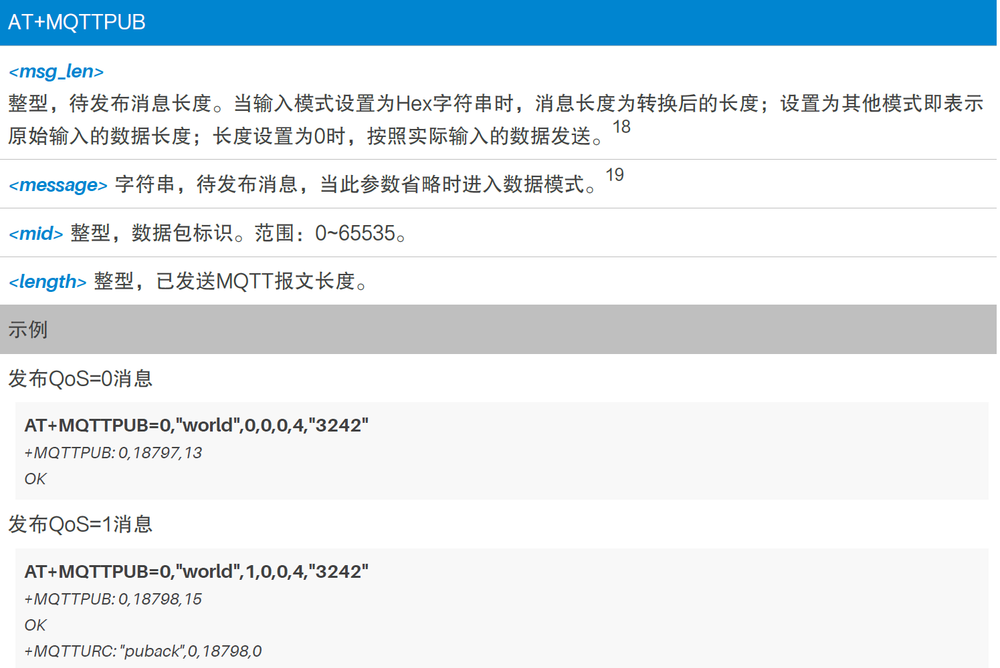 AT+MQTTPUB
<msg_len>
整型，待发布消息长度。当输入模式设置为Hex字符串时，消息长度为转换后的长度；设置为其他模式即表示
原始输入的数据长度；长度设置为0时，按照实际输入的数据发送。18
<message> 字符串，待发布消息，当此参数省略时进入数据模式。19
<mid> 整型，数据包标识。范围：0~65535。
<length> 整型，已发送MQTT报文长度。
示例
发布QoS=0消息
AT+MQTTPUB=0,"world",0,0,0,4,"3242"
+MQTTPUB: 0,18797,13
OK
发布QoS=1消息
AT+MQTTPUB=0,"world",1,0,0,4,"3242"
+MQTTPUB: 0,18798,15
OK
+MQTTURC: "puback",0,18798,0